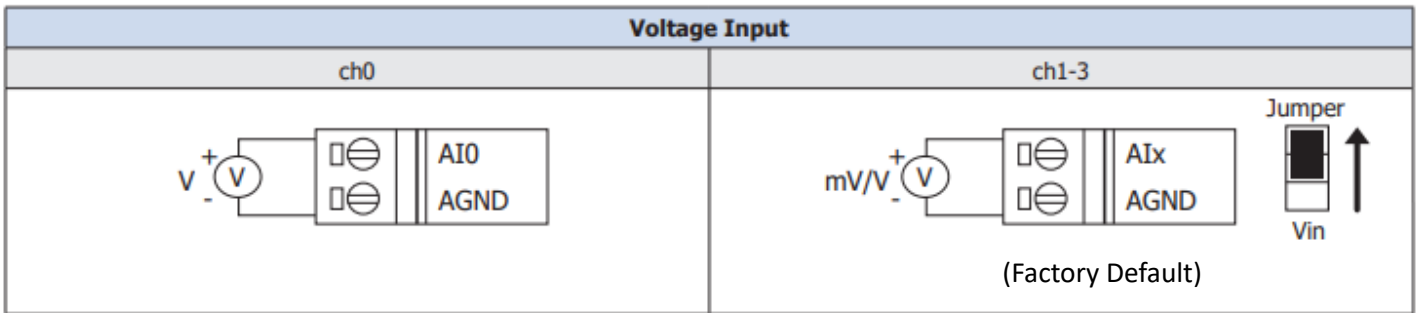 Voltage Input
ch0
ch1-3
V
+
-
V
AI0
AGND
mV/V
+
-
V
AIx
AGND
Jumper
Vin
(Factory Default)